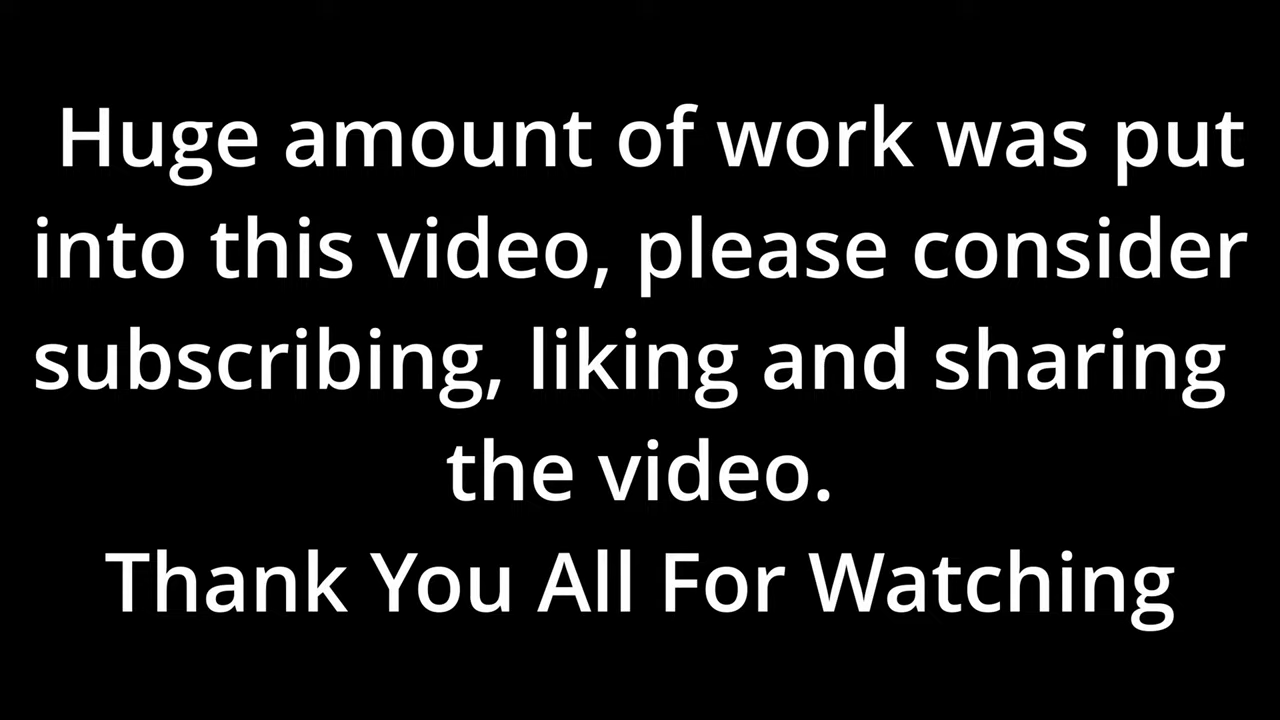 Huge amount of work was put
into this video, please consider
subscribing, liking and sharing
the video.
Thank You All For Watching